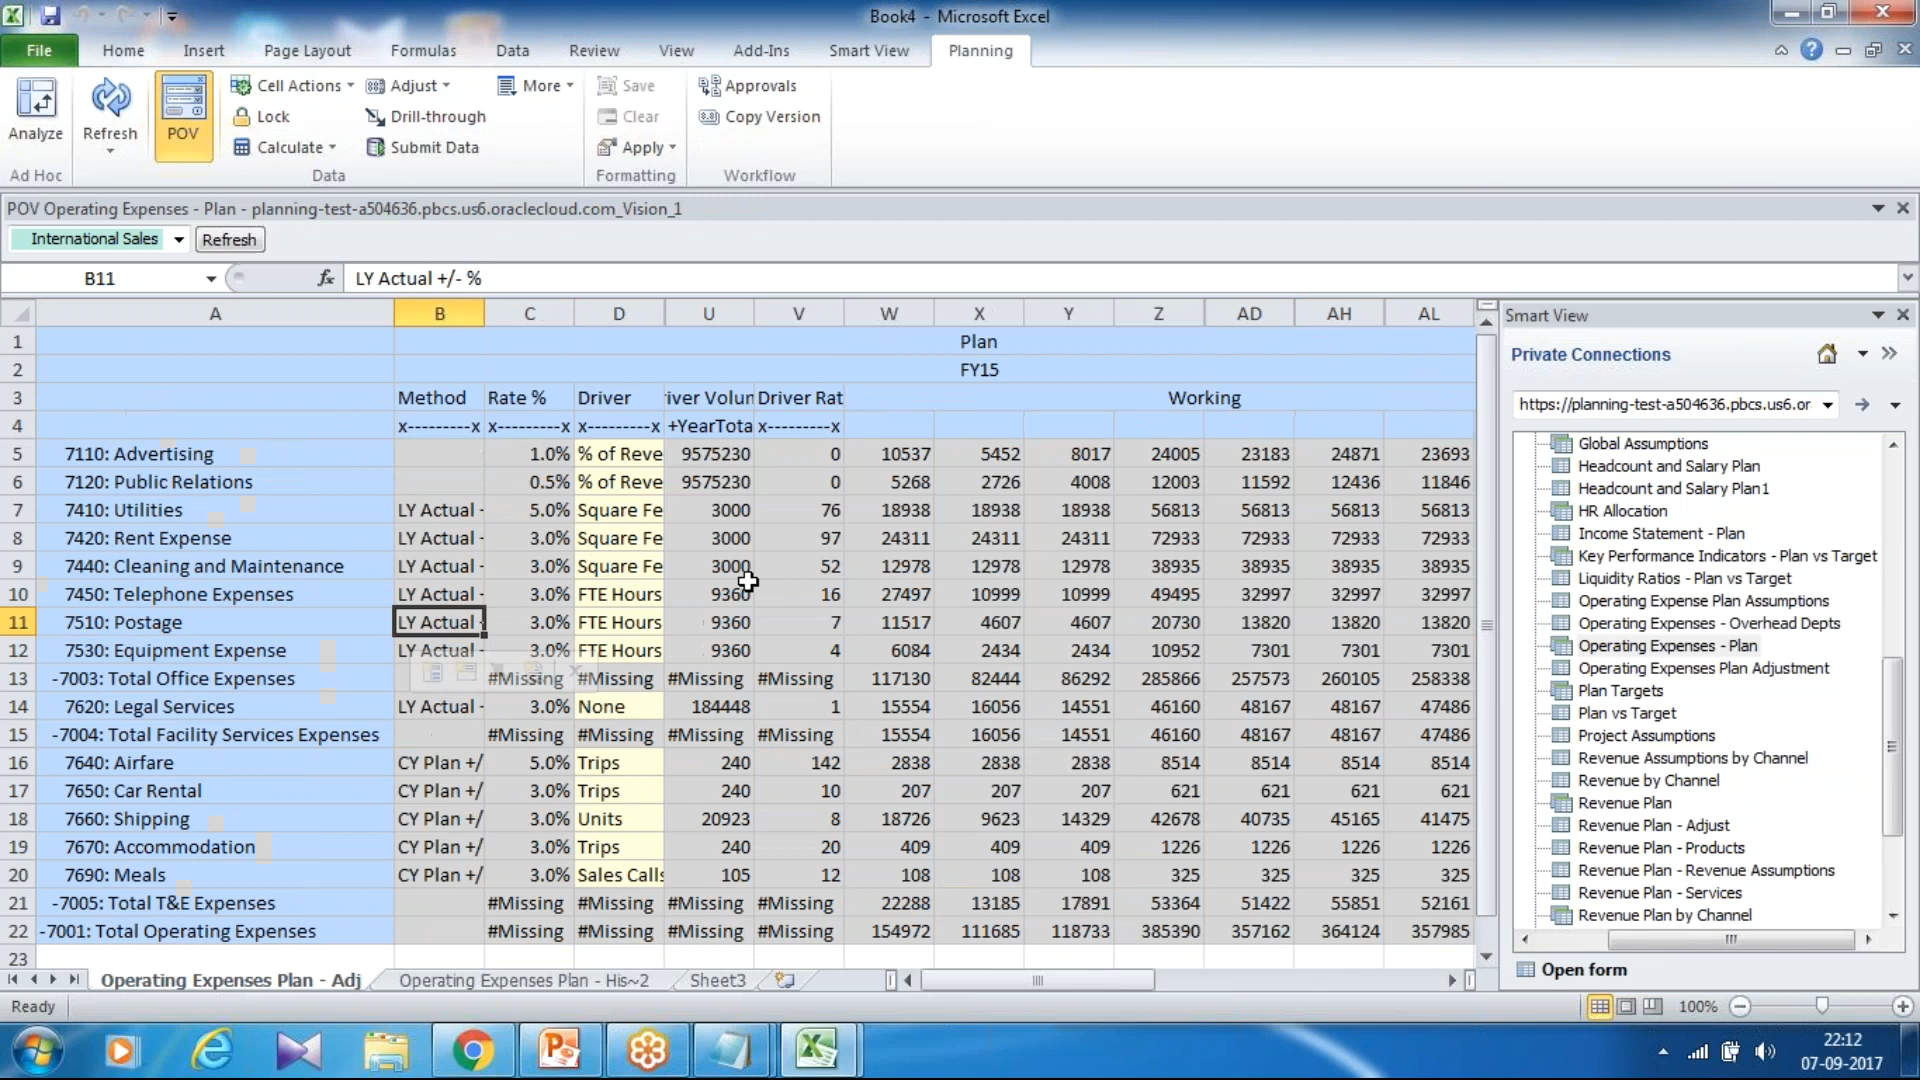 Book4 - Microsoft Excel
File Home Insert Page Layout Formulas Data Review View Add-Ins Smart View Planning
Analyze Refresh POV Cell Actions Adjust More Save Approvals
Lock Drill-through Clear Copy Version
Calculate Submit Data Apply
Ad Hoc Data Formatting Workflow
POV Operating Expenses - Plan - planning-test-a504636.pbcs.us6.oraclecloud.com_Vision_1
International Sales Refresh
B11 fx LY Actual +/- %
A B C D U V W X Y Z AD AH AL
1 Plan
2 FY15
3 Method Rate % Driver iver Volun Driver Rat Working
4 x---------x x---------x x---------x +YearTota x---------x
5 7110: Advertising 1.0% % of Reve 9575230 0 10537 5452 8017 24005 23183 24871 23693
6 7120: Public Relations 0.5% % of Reve 9575230 0 5268 2726 4008 12003 11592 12436 11846
7 7410: Utilities LY Actual - 5.0% Square Fe 3000 76 18938 18938 18938 56813 56813 56813 56813
8 7420: Rent Expense LY Actual - 3.0% Square Fe 3000 97 24311 24311 24311 72933 72933 72933 72933
9 7440: Cleaning and Maintenance LY Actual - 3.0% Square Fe 3000 52 12978 12978 12978 38935 38935 38935 38935
10 7450: Telephone Expenses LY Actual - 3.0% FTE Hours 9360 16 27497 10999 10999 49495 32997 32997 32997
11 7510: Postage LY Actual - 3.0% FTE Hours 9360 7 11517 4607 4607 20730 13820 13820 13820
12 7530: Equipment Expense LY Actual - 3.0% FTE Hours 9360 4 6084 2434 2434 10952 7301 7301 7301
13 -7003: Total Office Expenses #Missing #Missing #Missing #Missing 117130 82444 86292 285866 257573 260105 258338
14 7620: Legal Services LY Actual - 3.0% None 184448 1 15554 16056 14551 46160 48167 48167 47486
15 -7004: Total Facility Services Expenses #Missing #Missing #Missing #Missing 15554 16056 14551 46160 48167 48167 47486
16 7640: Airfare CY Plan +/ 5.0% Trips 240 142 2838 2838 2838 8514 8514 8514 8514
17 7650: Car Rental CY Plan +/ 3.0% Trips 240 10 207 207 207 621 621 621 621
18 7660: Shipping CY Plan +/ 3.0% Units 20923 8 18726 9623 14329 42678 40735 45165 41475
19 7670: Accommodation CY Plan +/ 3.0% Trips 240 20 409 409 409 1226 1226 1226 1226
20 7690: Meals CY Plan +/ 3.0% Sales Calls 105 12 108 108 108 325 325 325 325
21 -7005: Total T&E Expenses #Missing #Missing #Missing #Missing 22288 13185 17891 53364 51422 55851 52161
22 -7001: Total Operating Expenses #Missing #Missing #Missing #Missing 154972 111685 118733 385390 357162 364124 357985
23
Smart View
Private Connections
https://planning-test-a504636.pbcs.us6.or
Global Assumptions
Headcount and Salary Plan
Headcount and Salary Plan1
HR Allocation
Income Statement - Plan
Key Performance Indicators - Plan vs Target
Liquidity Ratios - Plan vs Target
Operating Expense Plan Assumptions
Operating Expenses - Overhead Depts
Operating Expenses - Plan
Operating Expenses Plan Adjustment
Plan Targets
Plan vs Target
Project Assumptions
Revenue Assumptions by Channel
Revenue by Channel
Revenue Plan
Revenue Plan - Adjust
Revenue Plan - Products
Revenue Plan - Revenue Assumptions
Revenue Plan - Services
Revenue Plan by Channel
Open form
Operating Expenses Plan - Adj Operating Expenses Plan - His~2 Sheet3
Ready 100%
22:12
07-09-2017